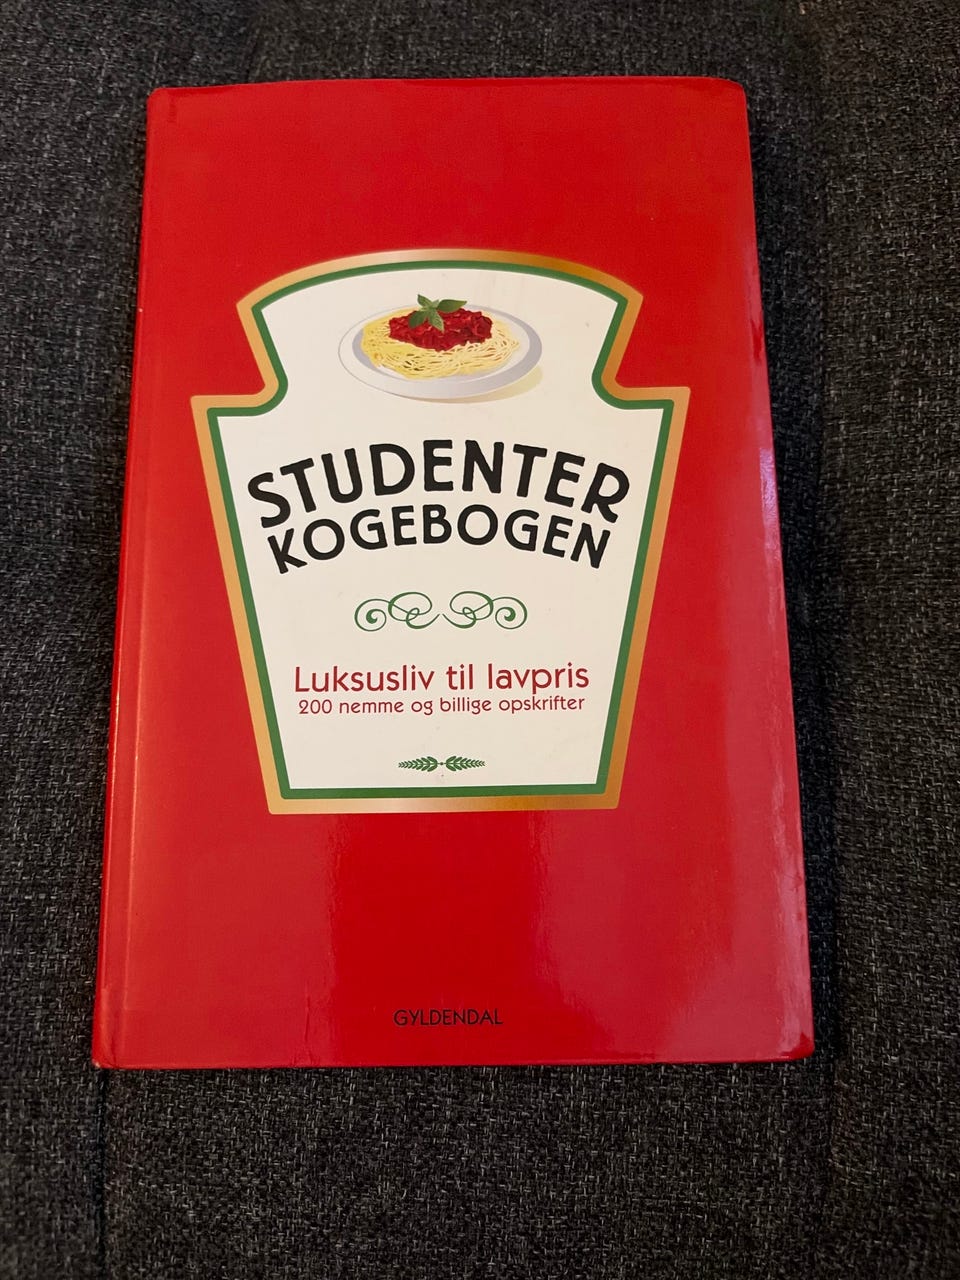 STUDENTER
KOGEBOGEN
Luksusliv til lavpris
200 nemme og billige opskrifter
GYLDENDAL